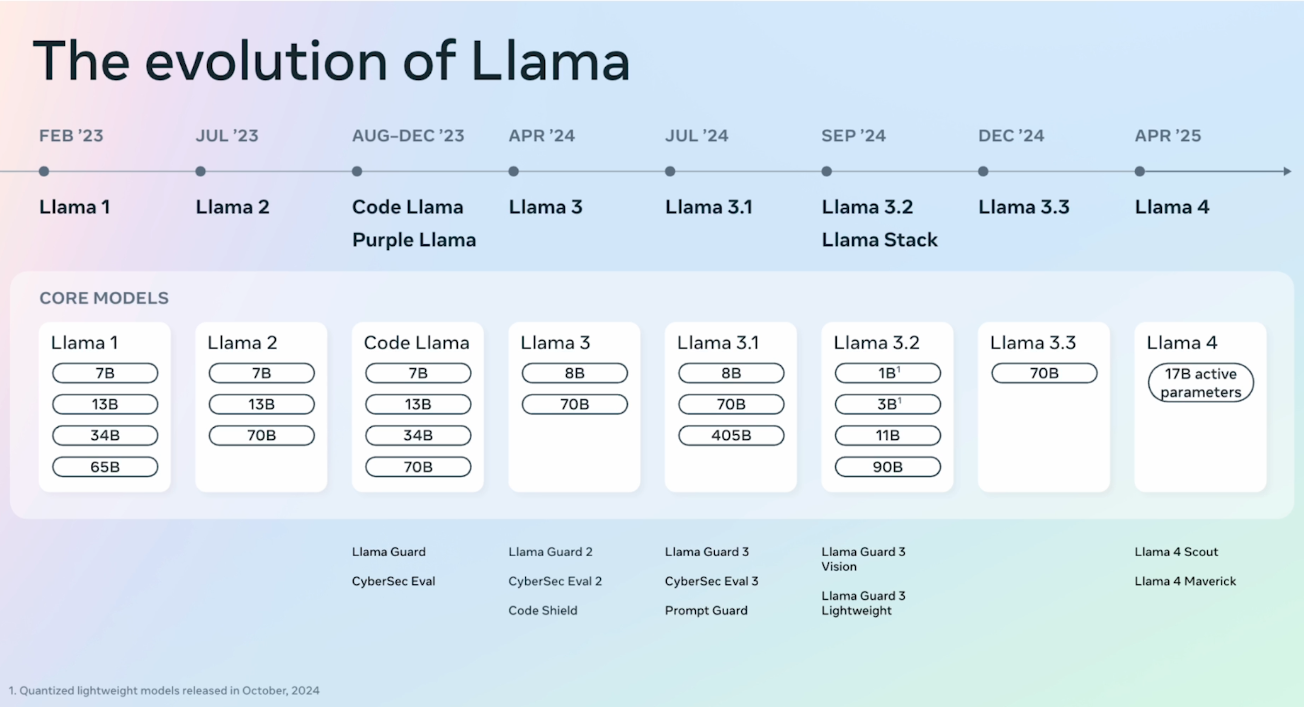 The evolution of Llama
FEB ’23
JUL ’23
AUG–DEC ’23
APR ’24
JUL ’24
SEP ’24
DEC ’24
APR ’25
Llama 1
Llama 2
Code Llama
Purple Llama
Llama 3
Llama 3.1
Llama 3.2
Llama Stack
Llama 3.3
Llama 4
CORE MODELS
Llama 1
7B
13B
34B
65B
Llama 2
7B
13B
70B
Code Llama
7B
13B
34B
70B
Llama 3
8B
70B
Llama 3.1
8B
70B
405B
Llama 3.2
1B¹
3B¹
11B
90B
Llama 3.3
70B
Llama 4
17B active
parameters
Llama Guard
CyberSec Eval
Llama Guard 2
CyberSec Eval 2
Code Shield
Llama Guard 3
CyberSec Eval 3
Prompt Guard
Llama Guard 3
Vision
Llama Guard 3
Lightweight
Llama 4 Scout
Llama 4 Maverick
1. Quantized lightweight models released in October, 2024